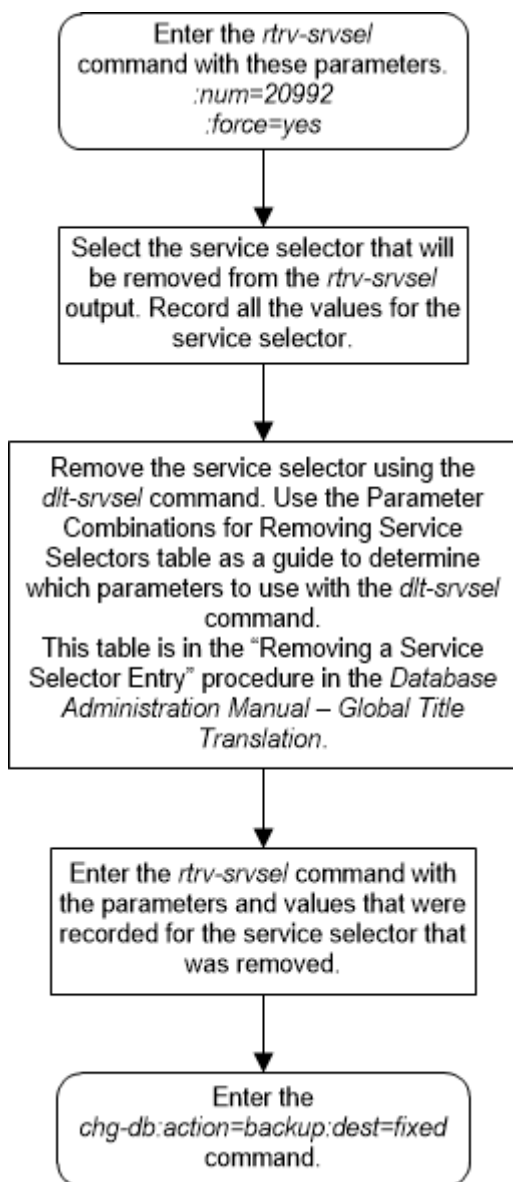 Enter the rtrv-srvsel
command with these parameters.
:num=20992
:force=yes
Select the service selector that will
be removed from the rtrv-srvsel
output. Record all the values for the
service selector.
Remove the service selector using the
dlt-srvsel command. Use the Parameter
Combinations for Removing Service
Selectors table as a guide to determine
which parameters to use with the dlt-srvsel
command.
This table is in the “Removing a Service
Selector Entry” procedure in the Database
Administration Manual – Global Title
Translation.
Enter the rtrv-srvsel command with
the parameters and values that were
recorded for the service selector that
was removed.
Enter the
chg-db:action=backup:dest=fixed
command.